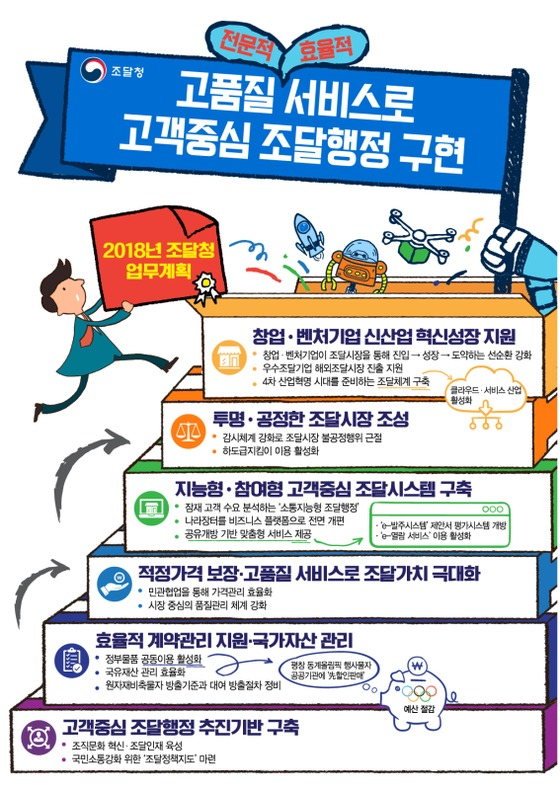 전문적 효율적
조달청
고품질 서비스로
고객중심 조달행정 구현
2018년 조달청
업무계획
창업·벤처기업 신산업 혁신성장 지원
• 창업·벤처기업이 조달시장을 통해 진입 → 성장 → 도약하는 선순환 강화
• 우수조달기업 해외조달시장 진출 지원
• 4차 산업혁명 시대를 준비하는 조달체계 구축
클라우드·서비스 산업
활성화
투명·공정한 조달시장 조성
• 감시체계 강화로 조달시장 불공정행위 근절
• 하도급지킴이 이용 활성화
지능형·참여형 고객중심 조달시스템 구축
• 잠재 고객 수요 분석하는 '소통지능형 조달행정'
• 나라장터를 비즈니스 플랫폼으로 전면 개편
• 공유개방 기반 맞춤형 서비스 제공
· 'e-발주시스템' 제안서 평가시스템 개방
· 'e-열람 서비스' 이용 활성화
적정가격 보장·고품질 서비스로 조달가치 극대화
• 민관협업을 통해 가격관리 효율화
• 시장 중심의 품질관리 체계 강화
효율적 계약관리 지원·국가자산 관리
• 정부물품 공동이용 활성화
• 국유재산 관리 효율화
• 원자재비축물자 방출기준과 대여 방출절차 정비
평창 동계올림픽 행사물자
공공기관에 '先할인판매'
예산 절감
고객중심 조달행정 추진기반 구축
• 조직문화 혁신·조달인재 육성
• 국민소통강화 위한 '조달정책지도' 마련